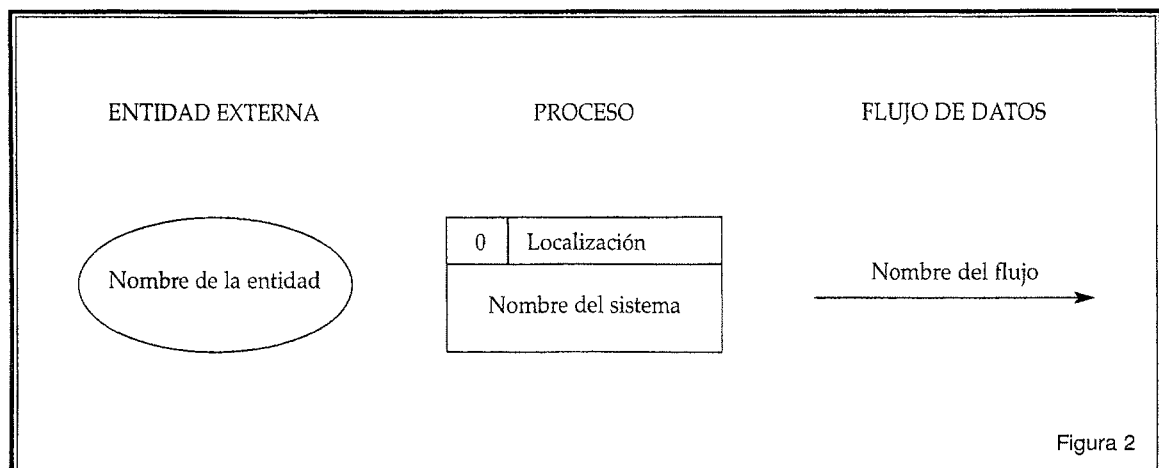 ENTIDAD EXTERNA
PROCESO
FLUJO DE DATOS
Nombre de la entidad
0
Localización
Nombre del sistema
Nombre del flujo
Figura 2